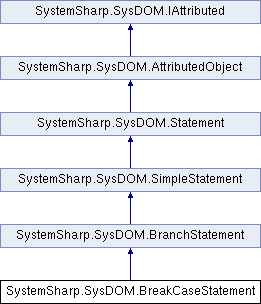 SystemSharp.SysDOM.IAttributed
SystemSharp.SysDOM.AttributedObject
SystemSharp.SysDOM.Statement
SystemSharp.SysDOM.SimpleStatement
SystemSharp.SysDOM.BranchStatement
SystemSharp.SysDOM.BreakCaseStatement